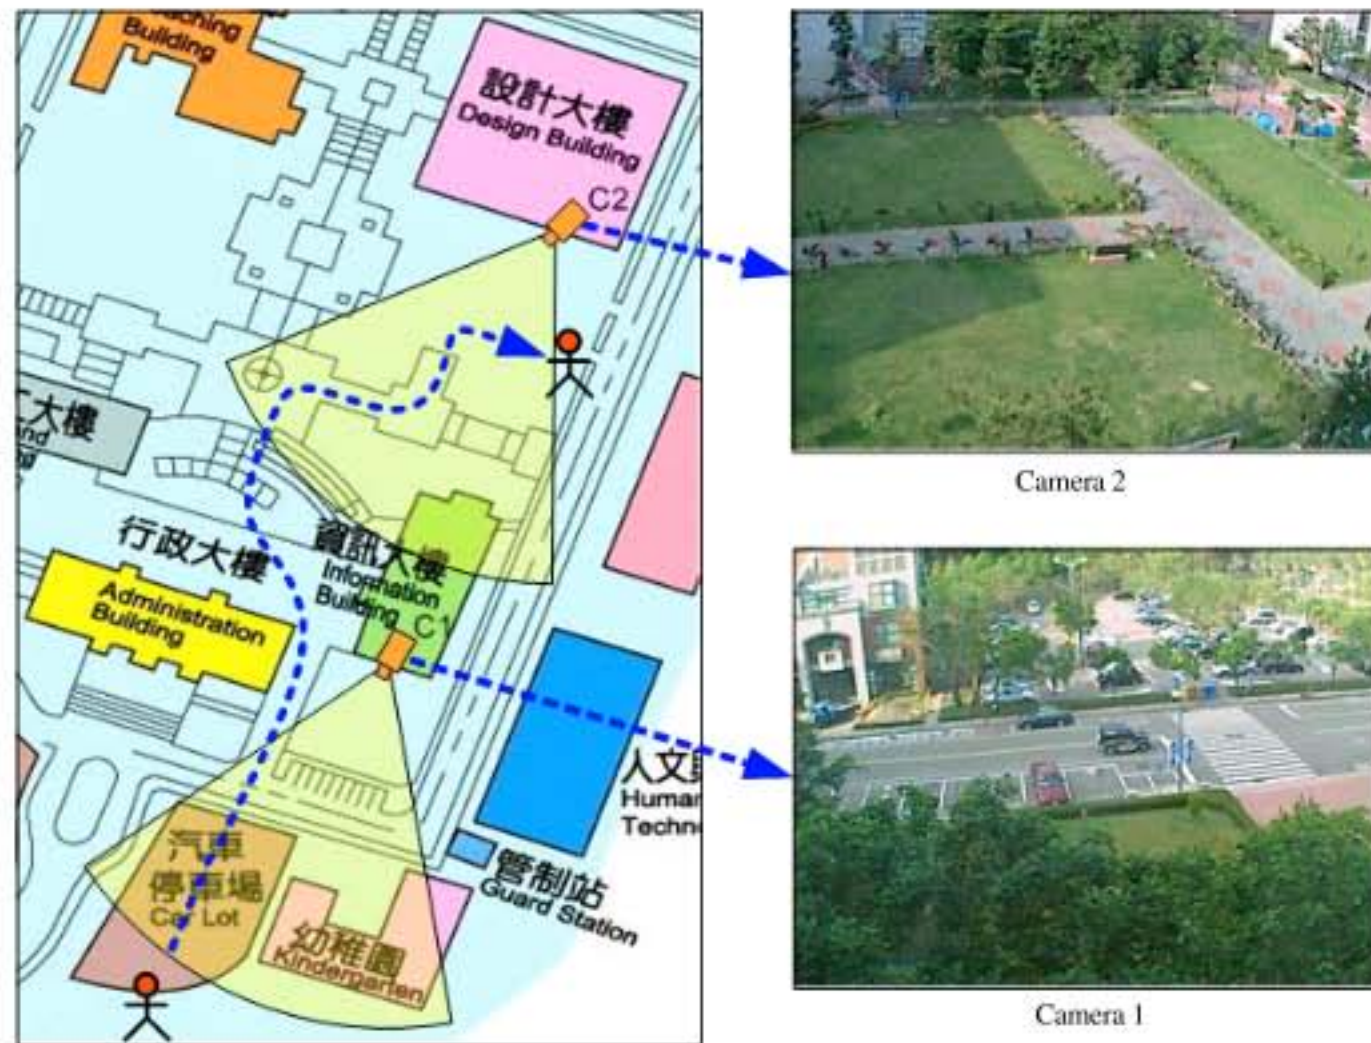 Building
設計大樓
Design Building
C2
工大樓
行政大樓
Administration
Building
資訊大樓
Information
Building
C1
汽車
停車場
Car Lot
幼稚園
Kindergarten
管制站
Guard Station
人文
Human
Techn
Camera 2
Camera 1